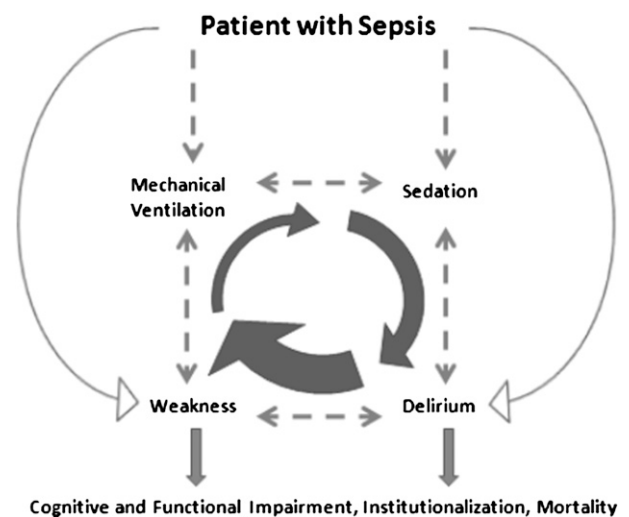 Patient with Sepsis
Mechanical
Ventilation
Sedation
Weakness
Delirium
Cognitive and Functional Impairment, Institutionalization, Mortality